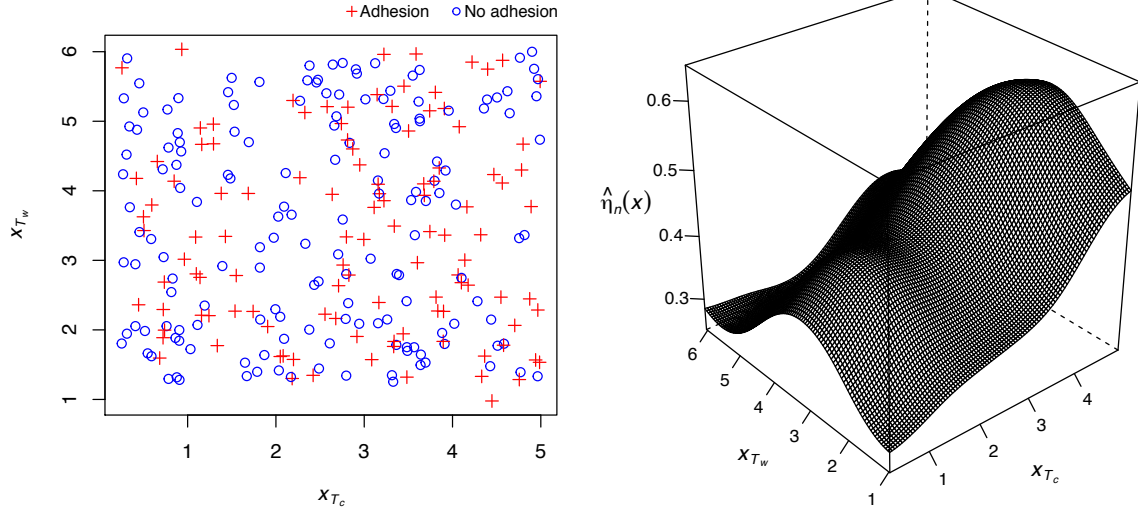 + Adhesion ○ No adhesion
6
5
4
3
2
1
x_{T_w}
1 2 3 4 5
x_{T_c}
0.6
0.5
0.4
0.3
η̂_n(x)
6
5
4
3
2
1
x_{T_w}
1
2
3
4
x_{T_c}